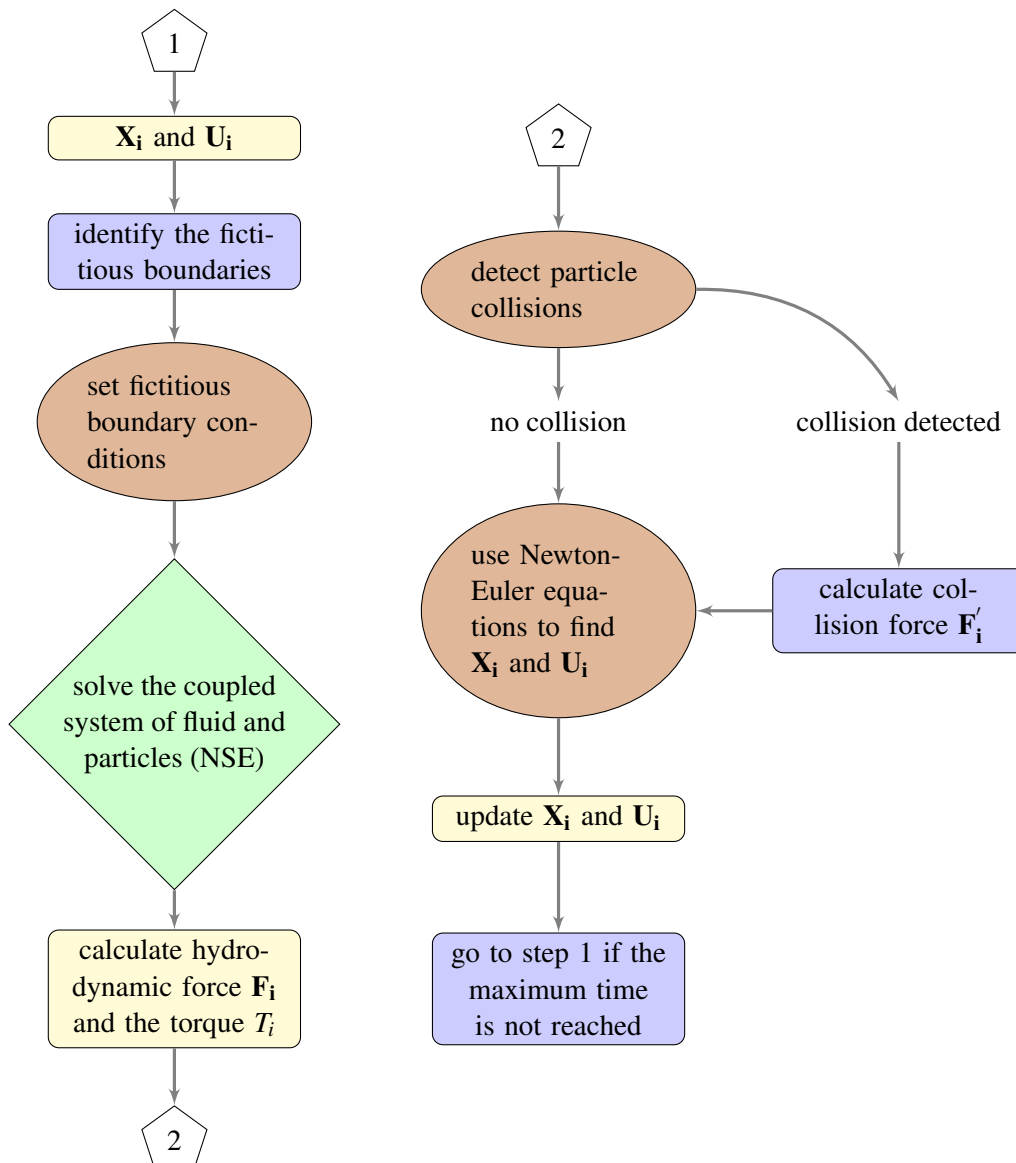 1
𝐗ᵢ and 𝐔ᵢ
identify the ficti-
tious boundaries
set fictitious
boundary con-
ditions
solve the coupled
system of fluid and
particles (NSE)
calculate hydro-
dynamic force 𝐅ᵢ
and the torque Tᵢ
2
2
detect particle
collisions
no collision
collision detected
use Newton-
Euler equa-
tions to find
𝐗ᵢ and 𝐔ᵢ
calculate col-
lision force 𝐅′ᵢ
update 𝐗ᵢ and 𝐔ᵢ
go to step 1 if the
maximum time
is not reached